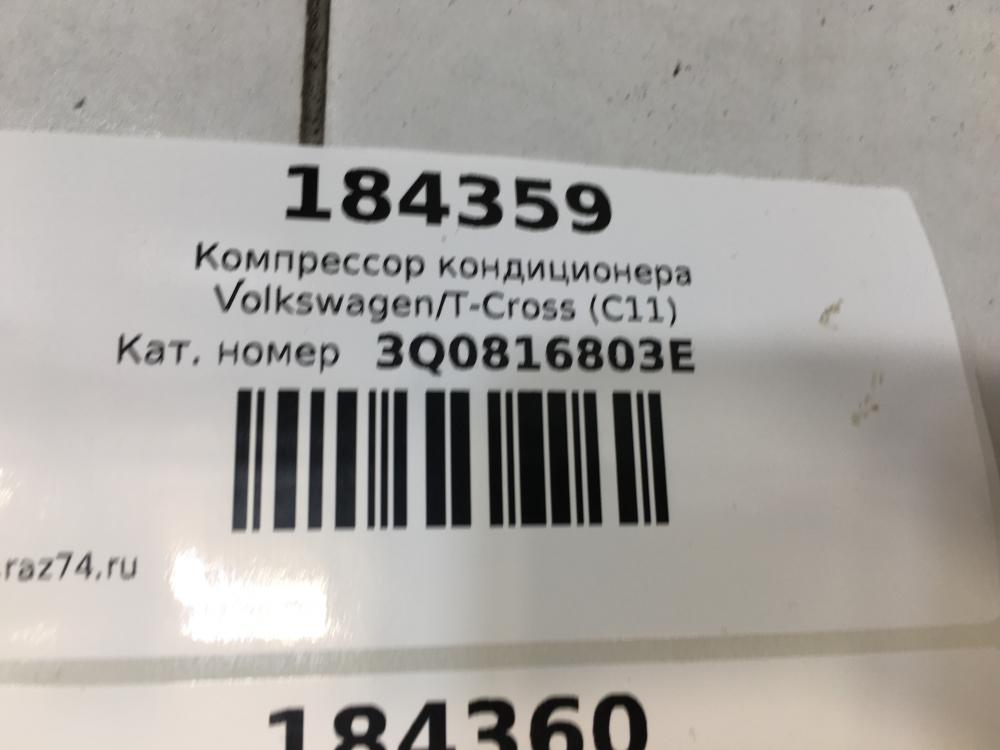 184359
Компрессор кондиционера
Volkswagen/T-Cross (C11)
Кат. номер 3Q0816803E
raz74.ru
184360